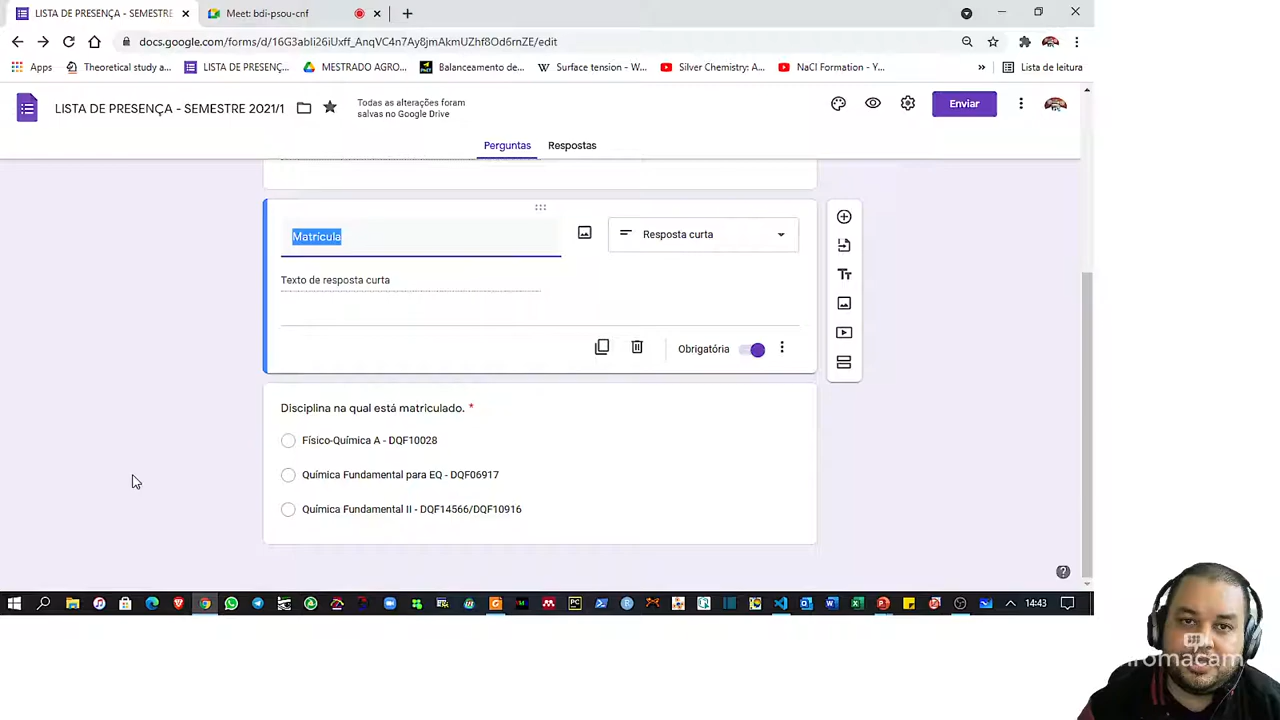 LISTA DE PRESENÇA - SEMESTRE
Meet: bdi-psou-cnf
docs.google.com/forms/d/16G3abIi26iUxff_AnqVC4n7Ay8jmAkmUZhf8Od6rnZE/edit
Apps
Theoretical study a...
LISTA DE PRESENÇ...
MESTRADO AGRO...
Balanceamento de...
Surface tension - W...
Silver Chemistry: A...
NaCl Formation - Y...
»
Lista de leitura
LISTA DE PRESENÇA - SEMESTRE 2021/1
Todas as alterações foram
salvas no Google Drive
Enviar
Perguntas
Respostas
Matrícula
Resposta curta
Texto de resposta curta
Obrigatória
Disciplina na qual está matriculado. *
Físico-Química A - DQF10028
Química Fundamental para EQ - DQF06917
Química Fundamental II - DQF14566/DQF10916
14:43
romacam